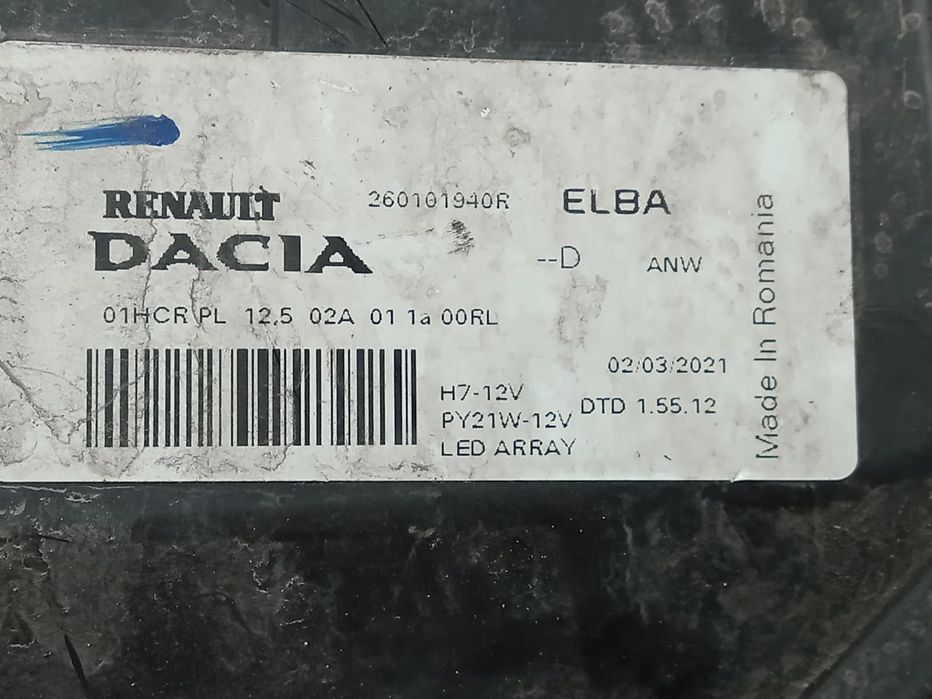 RENAULT 260101940R ELBA
DACIA --D ANW
01HCR PL 12,5 02A 01 1a 00RL
02/03/2021
H7-12V
PY21W-12V DTD 1.55.12
LED ARRAY
Made In Romania